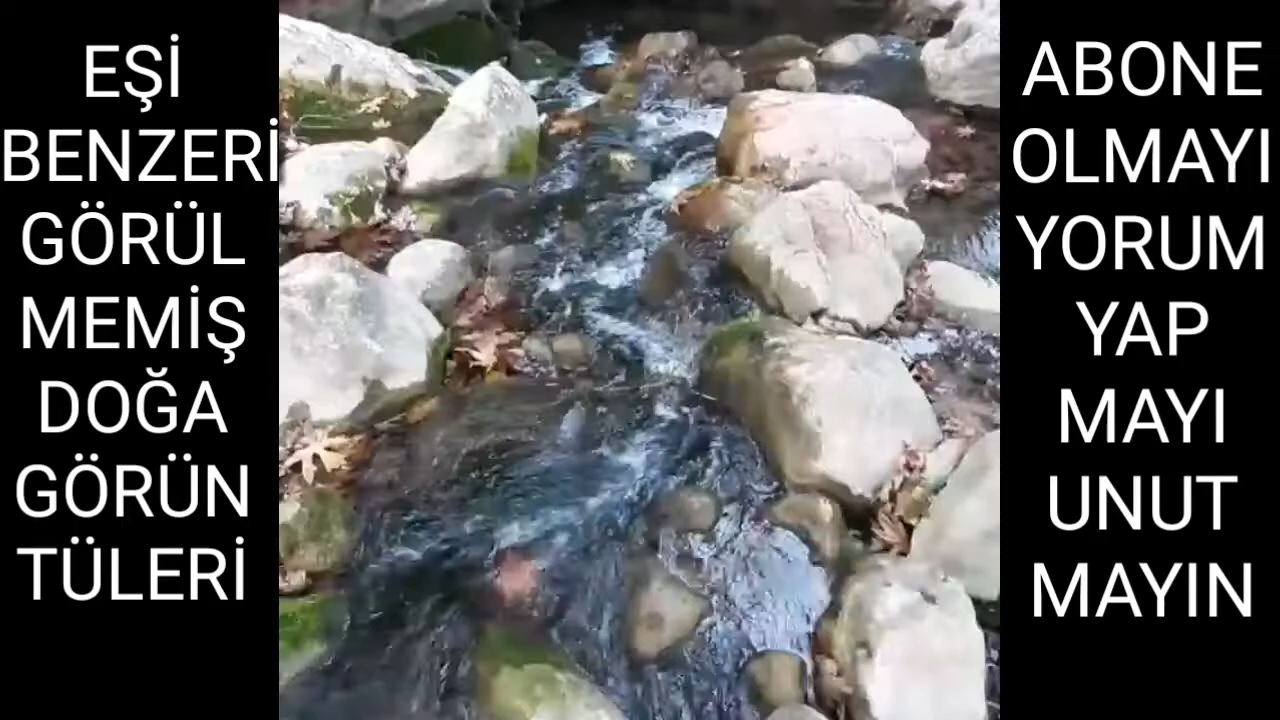 EŞİ
BENZERİ
GÖRÜL
MEMİŞ
DOĞA
GÖRÜN
TÜLERİ
ABONE
OLMAYI
YORUM
YAP
MAYI
UNUT
MAYIN